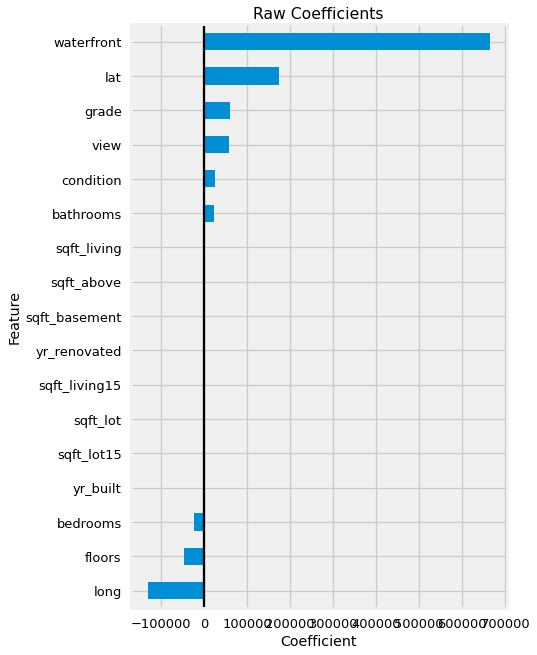 Raw Coefficients
waterfront
lat
grade
view
condition
bathrooms
sqft_living
sqft_above
sqft_basement
yr_renovated
sqft_living15
sqft_lot
sqft_lot15
yr_built
bedrooms
floors
long
Feature
−100000 0 100000 200000 300000 400000 500000 600000 700000
Coefficient